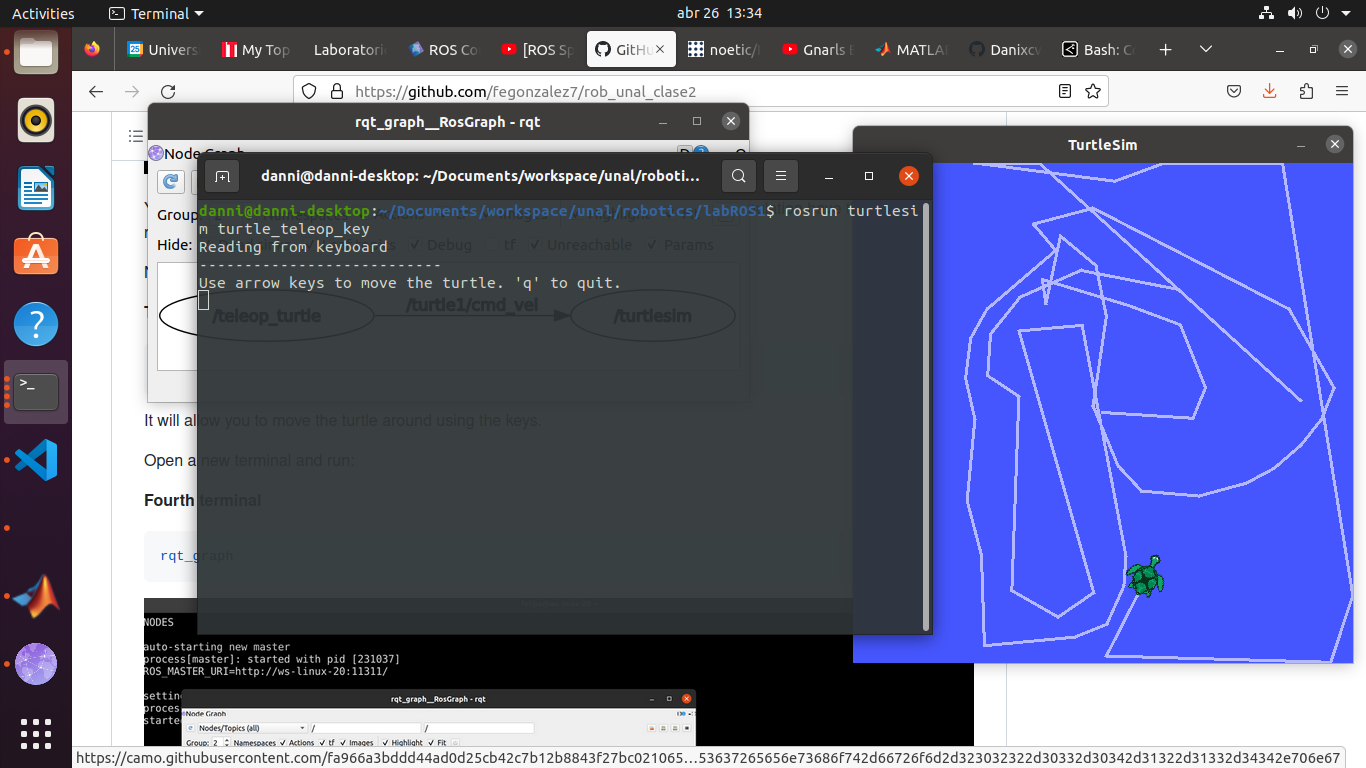 Activities
Terminal
abr 26 13:34
Univers
My Top
Laboratori
ROS Co
[ROS Sp
GitHu
noetic/
Gnarls B
MATLA
Danixcv
Bash: C
https://github.com/fegonzalez7/rob_unal_clase2
rqt_graph__RosGraph - rqt
Node Graph
TurtleSim
danni@danni-desktop: ~/Documents/workspace/unal/roboti...
Group
Hide:
Debug
tf
Unreachable
Params
danni@danni-desktop:~/Documents/workspace/unal/robotics/labROS1$ rosrun turtlesi
m turtle_teleop_key
Reading from keyboard
---------------------------
Use arrow keys to move the turtle. 'q' to quit.
/teleop_turtle
/turtle1/cmd_vel
/turtlesim
It will allow you to move the turtle around using the keys.
Open a new terminal and run:
Fourth terminal
rqt_graph
NODES
auto-starting new master
process[master]: started with pid [231037]
ROS_MASTER_URI=http://ws-linux-20:11311/
settin
proces
starte
rqt_graph__RosGraph - rqt
Node Graph
Nodes/Topics (all)
/
/
Group: 2
Namespaces
Actions
tf
Images
Highlight
Fit
https://camo.githubusercontent.com/fa966a3bddd44ad0d25cb42c7b12b8843f27bc021065…53637265656e73686f742d66726f6d2d323032322d30332d30342d31322d31332d34342e706e67